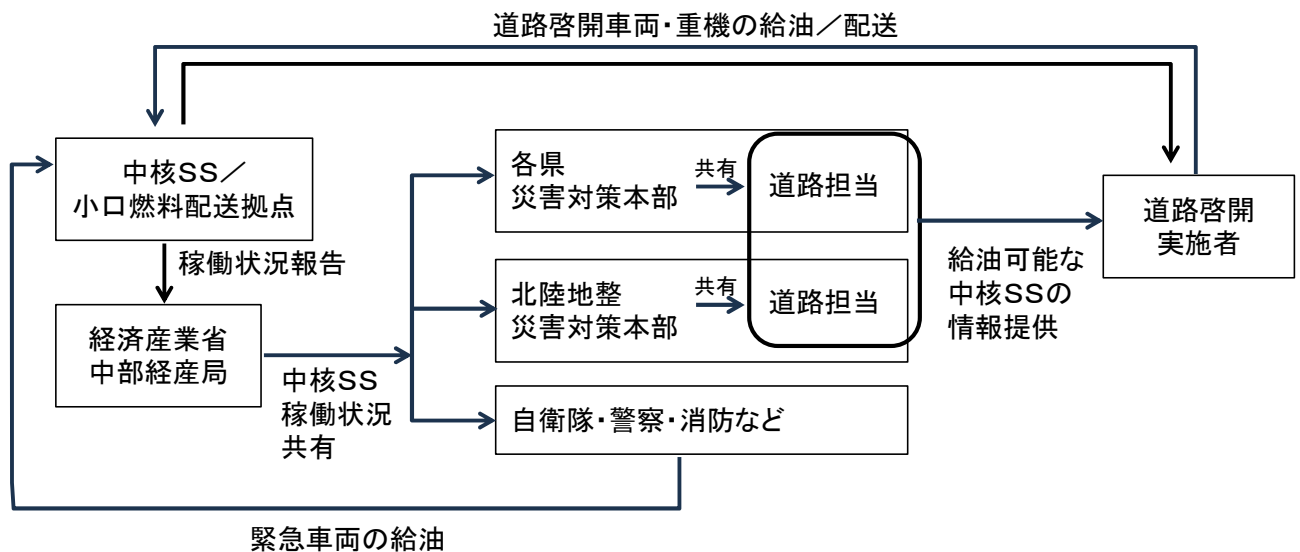 道路啓開車両・重機の給油／配送
中核ＳＳ／
小口燃料配送拠点
稼働状況報告
経済産業省
中部経産局
中核ＳＳ
稼働状況
共有
各県
災害対策本部
共有
道路担当
北陸地整
災害対策本部
共有
道路担当
自衛隊・警察・消防など
給油可能な
中核ＳＳの
情報提供
道路啓開
実施者
緊急車両の給油